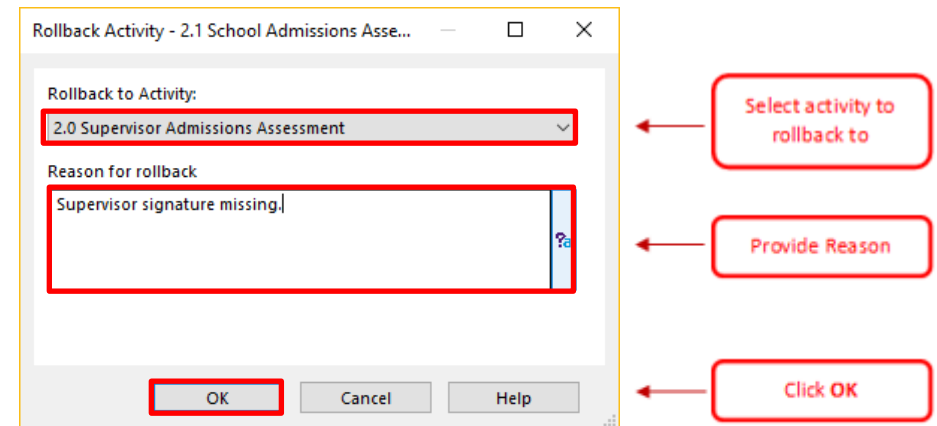 Rollback Activity - 2.1 School Admissions Asse...
Rollback to Activity:
2.0 Supervisor Admissions Assessment
Select activity to
rollback to
Reason for rollback
Supervisor signature missing.
?a
Provide Reason
OK
Cancel
Help
Click OK